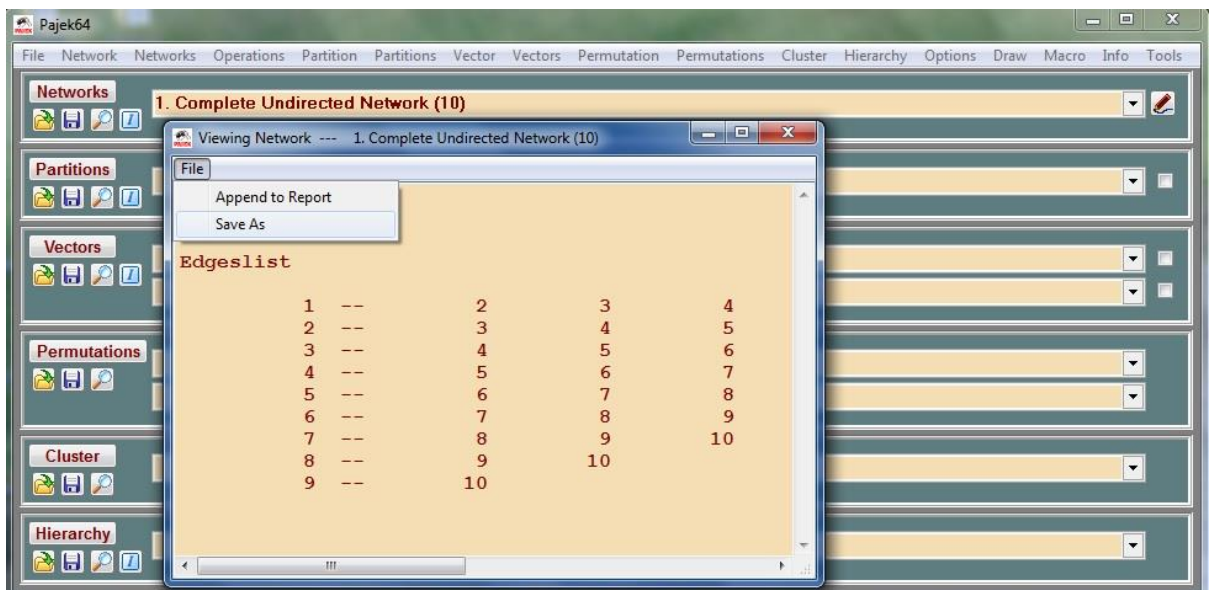 Pajek64
File Network Networks Operations Partition Partitions Vector Vectors Permutation Permutations Cluster Hierarchy Options Draw Macro Info Tools
Networks
1. Complete Undirected Network (10)
Viewing Network --- 1. Complete Undirected Network (10)
File
Append to Report
Save As
Partitions
Vectors
Edgeslist
1 -- 2 3 4
2 -- 3 4 5
3 -- 4 5 6
4 -- 5 6 7
5 -- 6 7 8
6 -- 7 8 9
7 -- 8 9 10
8 -- 9 10
9 -- 10
Permutations
Cluster
Hierarchy